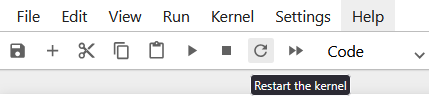 File Edit View Run Kernel Settings Help
Code
Restart the kernel